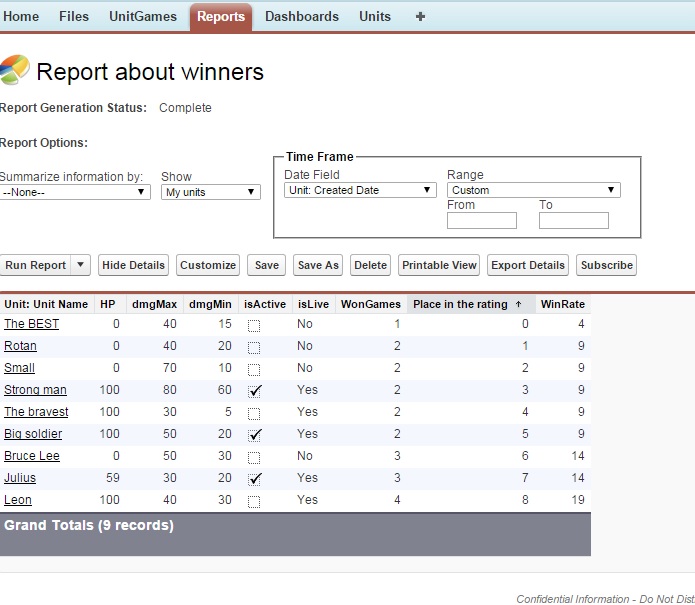 Home Files UnitGames Reports Dashboards Units +
Report about winners
Report Generation Status: Complete
Report Options:
Time Frame
Summarize information by: Show Date Field Range
--None-- My units Unit: Created Date Custom
From To
Run Report Hide Details Customize Save Save As Delete Printable View Export Details Subscribe
Unit: Unit Name HP dmgMax dmgMin isActive isLive WonGames Place in the rating ↑ WinRate
The BEST 0 40 15 No 1 0 4
Rotan 0 40 20 No 2 1 9
Small 0 70 10 No 2 2 9
Strong man 100 80 60 Yes 2 3 9
The bravest 100 30 5 Yes 2 4 9
Big soldier 100 50 20 Yes 2 5 9
Bruce Lee 0 50 30 No 3 6 14
Julius 59 30 20 Yes 3 7 14
Leon 100 40 30 Yes 4 8 19
Grand Totals (9 records)
Confidential Information - Do Not Dist